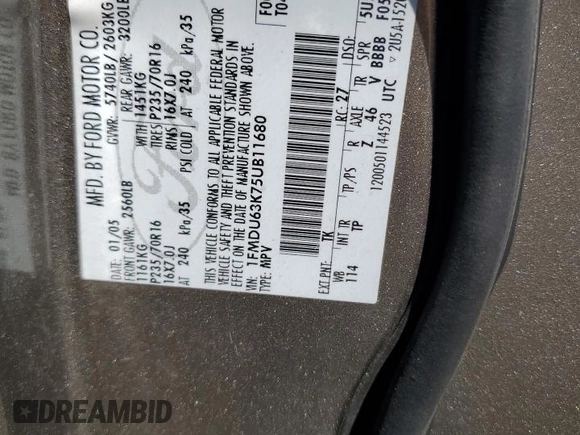 MFD. BY FORD MOTOR CO.
DATE: 01/05 GVWR: 5740LB / 2603KG
FRONT GAWR: 2560LB REAR GAWR: 3200LB
1161KG WITH 1451KG
P235/70R16 TIRES P235/70R16
16X7.0J RIMS 16X7.0J
AT 240 kPa/35 PSI COLD AT 240 kPa/35
Ford
THIS VEHICLE CONFORMS TO ALL APPLICABLE FEDERAL MOTOR
VEHICLE SAFETY AND THEFT PREVENTION STANDARDS IN
EFFECT ON THE DATE OF MANUFACTURE SHOWN ABOVE.
VIN: 1FMDU63K75UB11680
TYPE: MPV
EXT PNT: TK RC: 27 DSO:
WB INT TR TP/PS R AXLE TR SPR
114 TP Z 46 V BBBB
1200501144523 UTC
DREAMBID